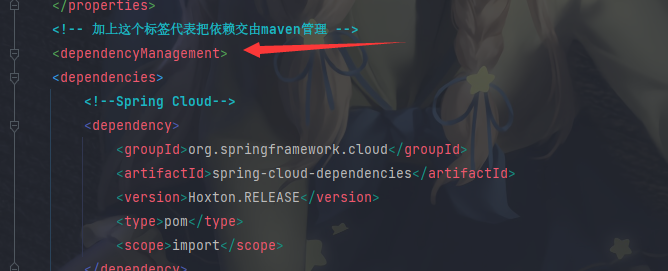 </properties>
<!-- 加上这个标签代表把依赖交由maven管理 -->
<dependencyManagement>
<dependencies>
<!--Spring Cloud-->
<dependency>
<groupId>org.springframework.cloud</groupId>
<artifactId>spring-cloud-dependencies</artifactId>
<version>Hoxton.RELEASE</version>
<type>pom</type>
<scope>import</scope>
</dependency>